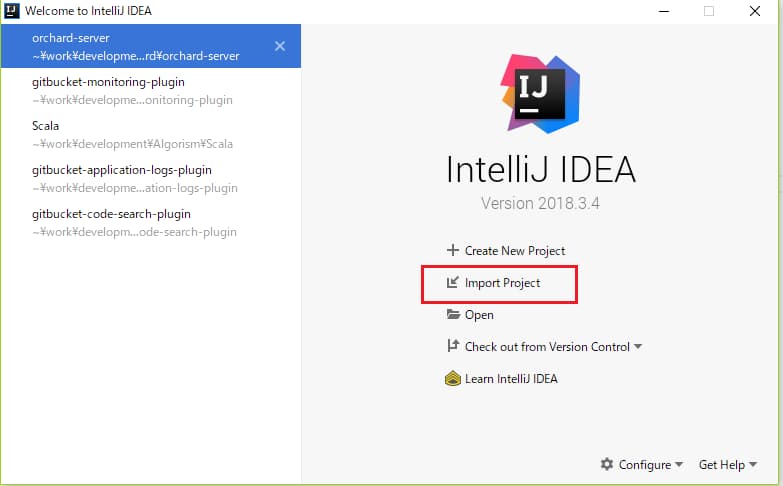 Welcome to IntelliJ IDEA
orchard-server
~¥work¥developme...rd¥orchard-server
gitbucket-monitoring-plugin
~¥work¥developme...onitoring-plugin
Scala
~¥work¥development¥Algorism¥Scala
gitbucket-application-logs-plugin
~¥work¥developme...ation-logs-plugin
gitbucket-code-search-plugin
~¥work¥developm...ode-search-plugin
IJ
IntelliJ IDEA
Version 2018.3.4
Create New Project
Import Project
Open
Check out from Version Control
Learn IntelliJ IDEA
Configure
Get Help